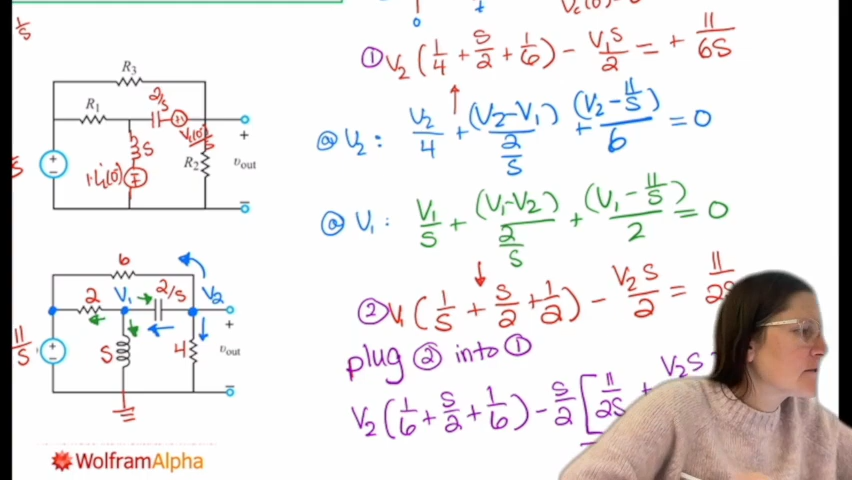 1/s
R3
R1
2/s
S
R2
+
vout
−
6
2
V1
2/s
V2
11/s
S
4
+
vout
−
WolframAlpha
① V2(1/4 + s/2 + 1/6) − V1s/2 = + 11/6s
@ V2: V2/4 + (V2−V1)/(2/s) + (V2−11/s)/6 = 0
@ V1: V1/s + (V1−V2)/(2/s) + (V1−11/s)/2 = 0
② V1(1/s + s/2 + 1/2) − V2s/2 = 11/2s
plug ② into ①
V2(1/6 + s/2 + 1/6) − s/2 [11/2s + V2s